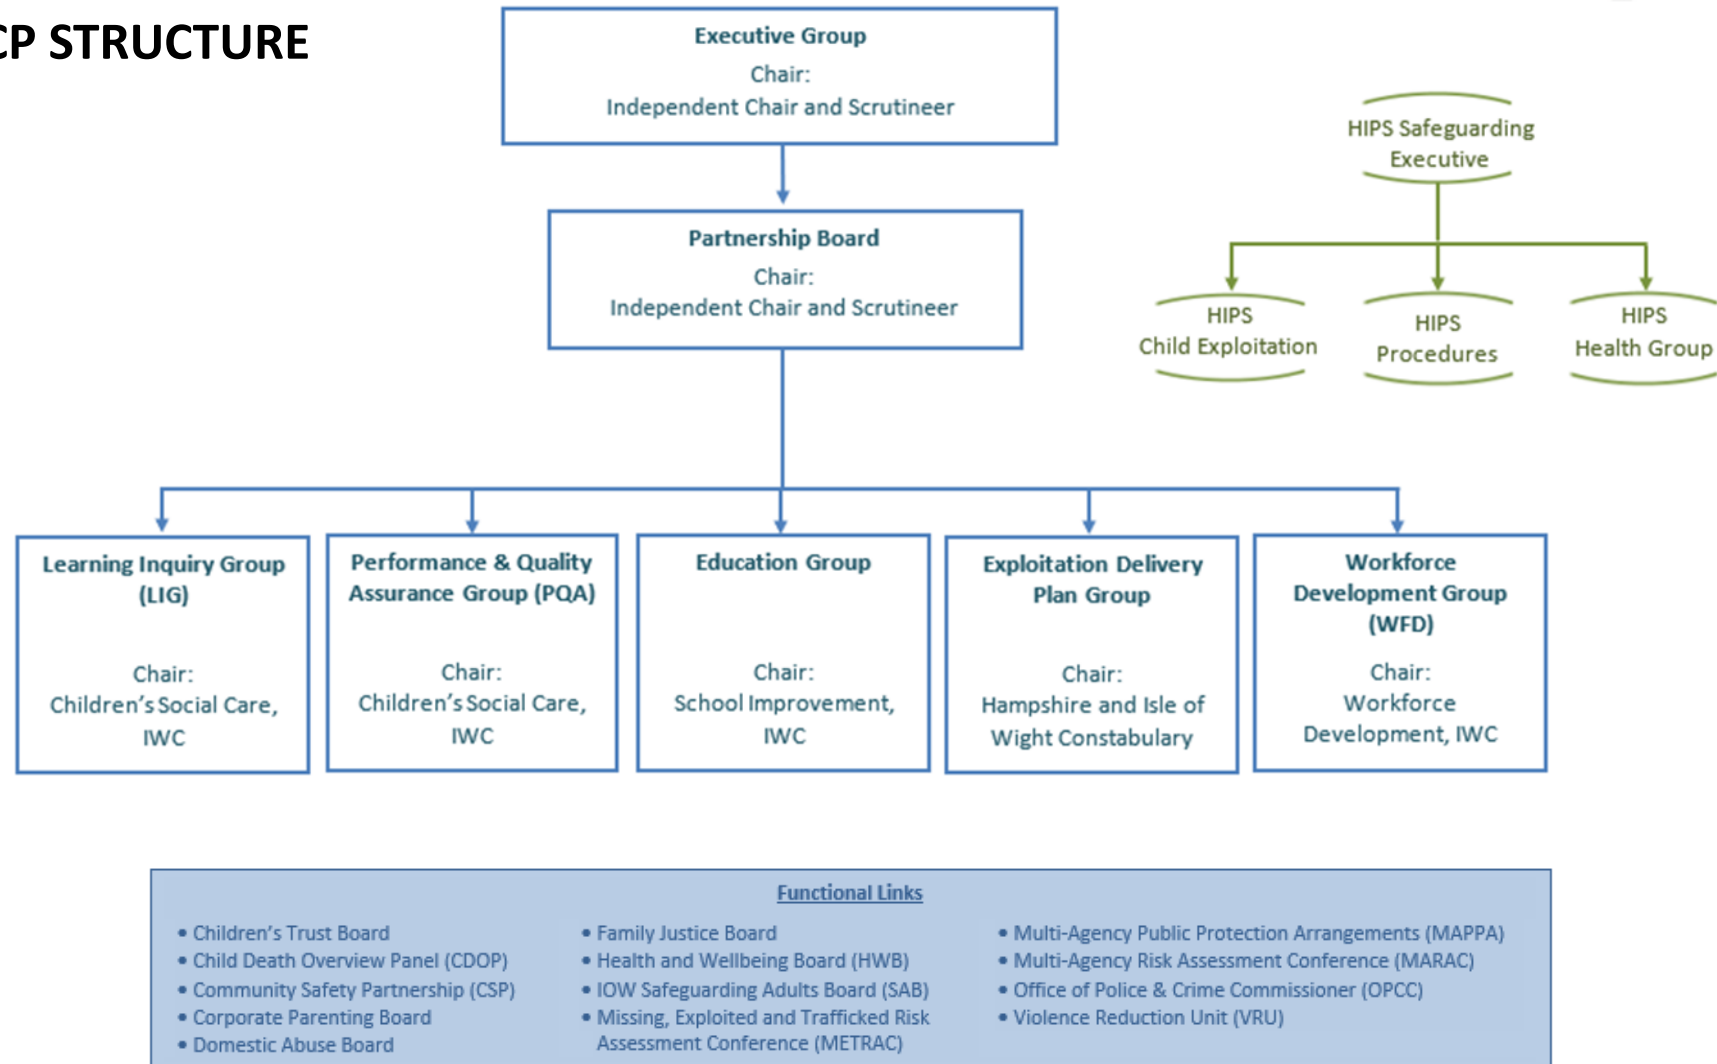 CP STRUCTURE
Executive Group
Chair:
Independent Chair and Scrutineer
Partnership Board
Chair:
Independent Chair and Scrutineer
HIPS Safeguarding
Executive
HIPS
Child Exploitation
HIPS
Procedures
HIPS
Health Group
Learning Inquiry Group
(LIG)
Chair:
Children’s Social Care,
IWC
Performance & Quality
Assurance Group (PQA)
Chair:
Children’s Social Care,
IWC
Education Group
Chair:
School Improvement,
IWC
Exploitation Delivery
Plan Group
Chair:
Hampshire and Isle of
Wight Constabulary
Workforce
Development Group
(WFD)
Chair:
Workforce
Development, IWC
Functional Links
• Children’s Trust Board
• Child Death Overview Panel (CDOP)
• Community Safety Partnership (CSP)
• Corporate Parenting Board
• Domestic Abuse Board
• Family Justice Board
• Health and Wellbeing Board (HWB)
• IOW Safeguarding Adults Board (SAB)
• Missing, Exploited and Trafficked Risk
Assessment Conference (METRAC)
• Multi-Agency Public Protection Arrangements (MAPPA)
• Multi-Agency Risk Assessment Conference (MARAC)
• Office of Police & Crime Commissioner (OPCC)
• Violence Reduction Unit (VRU)